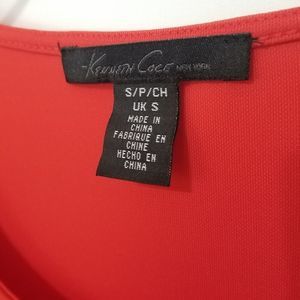 Kenneth Cole NEW YORK
S/P/CH
UK S
MADE IN
CHINA
FABRIQUE EN
CHINE
HECHO EN
CHINA